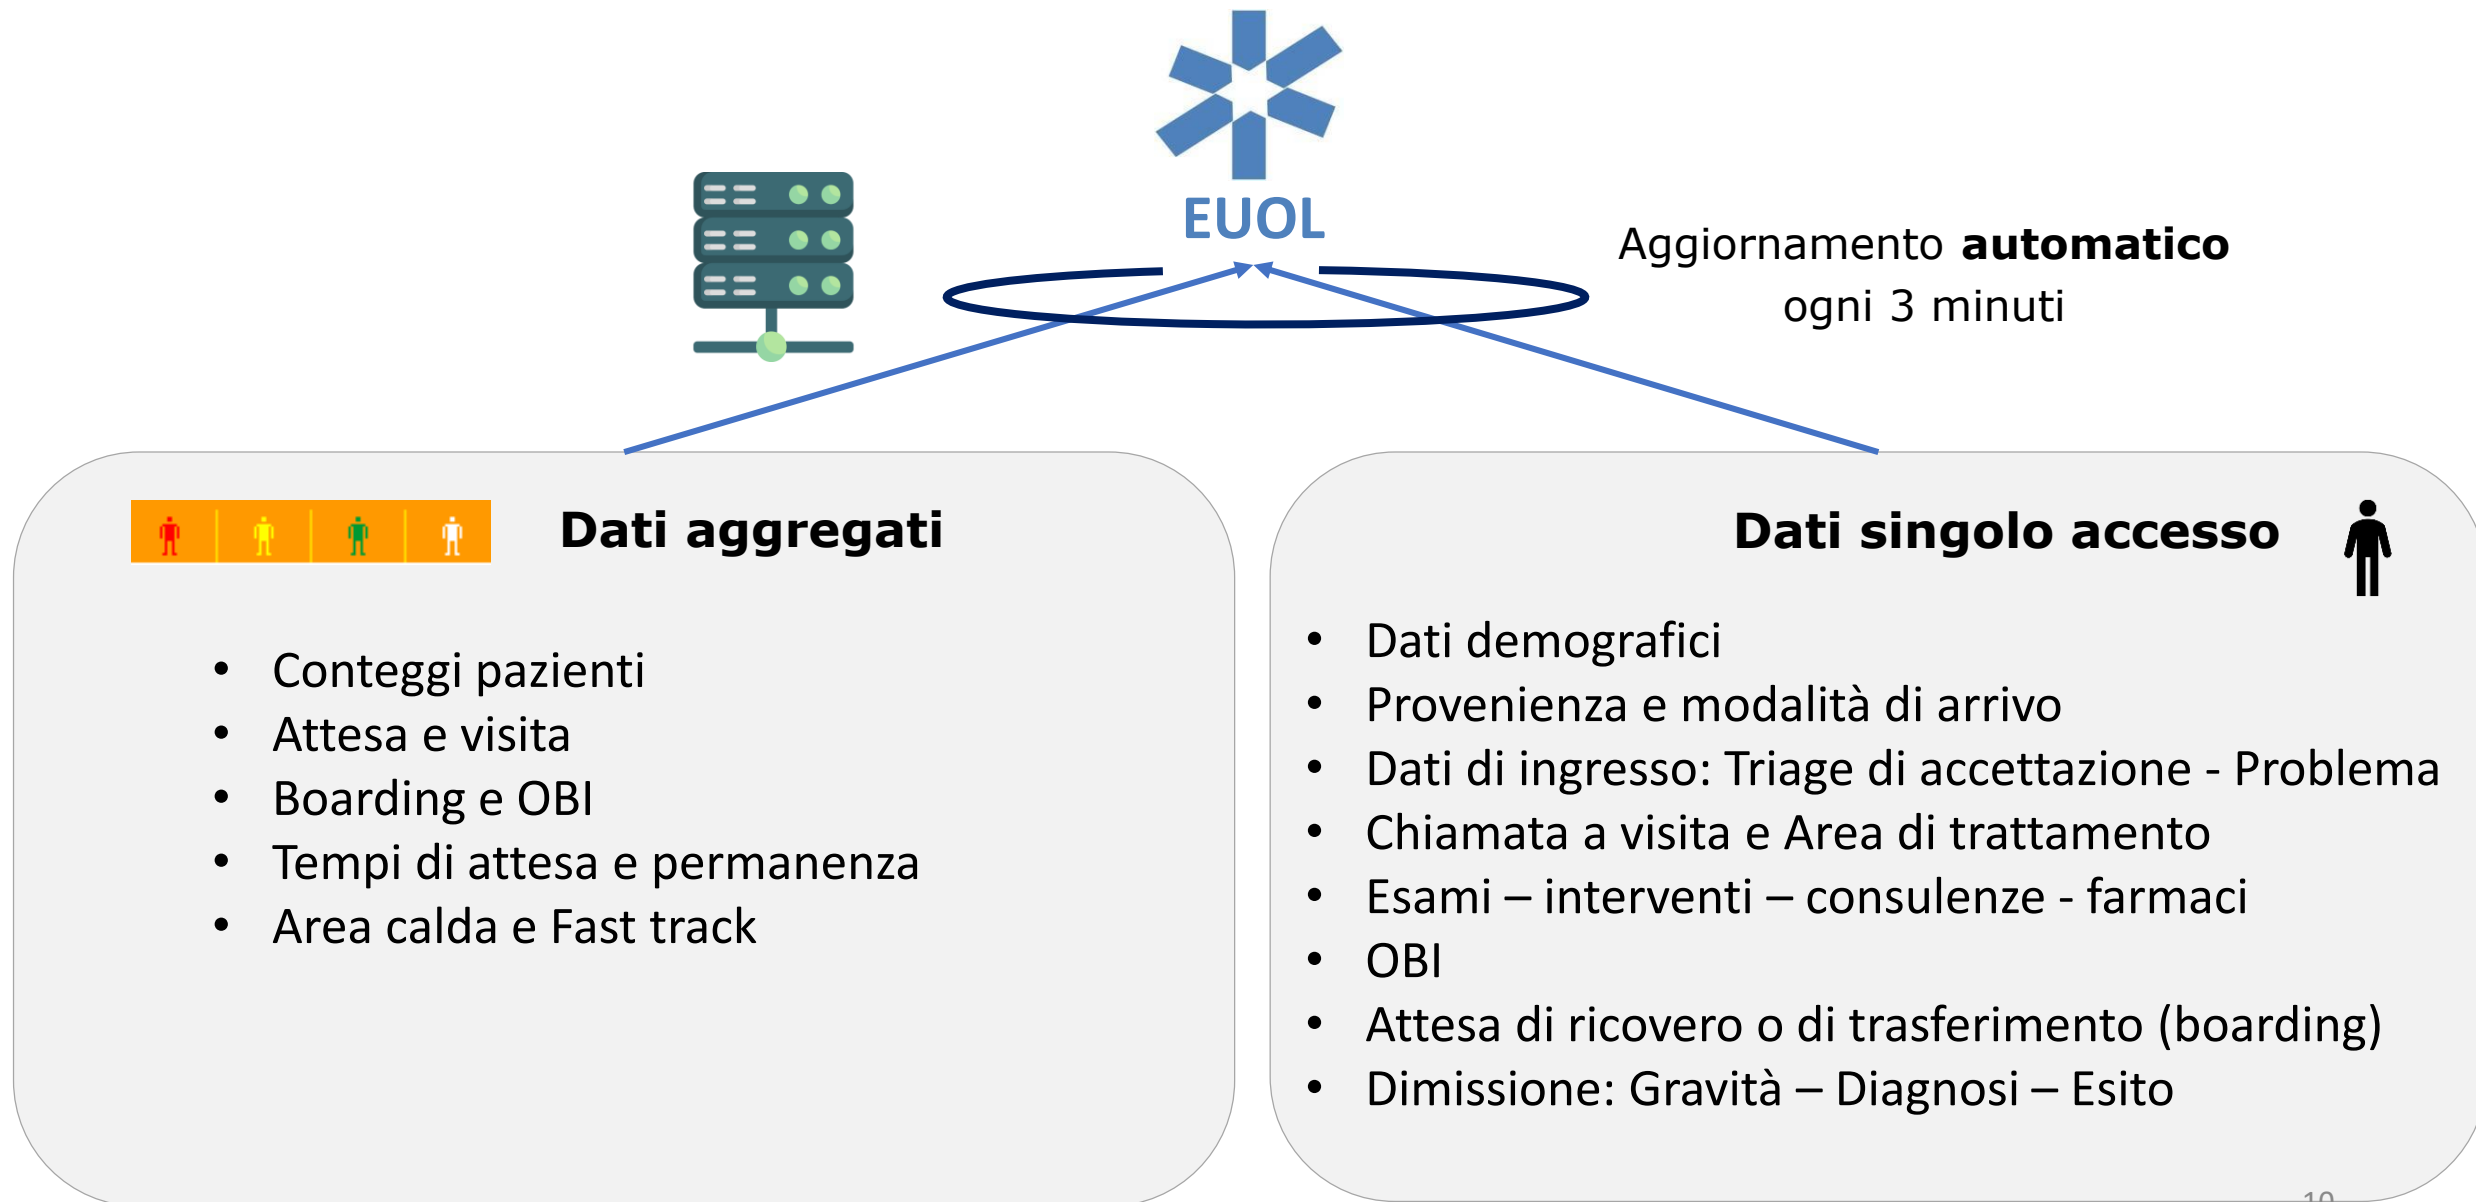 EUOL
Aggiornamento automatico
ogni 3 minuti
Dati aggregati
• Conteggi pazienti
• Attesa e visita
• Boarding e OBI
• Tempi di attesa e permanenza
• Area calda e Fast track
Dati singolo accesso
• Dati demografici
• Provenienza e modalità di arrivo
• Dati di ingresso: Triage di accettazione - Problema
• Chiamata a visita e Area di trattamento
• Esami – interventi – consulenze - farmaci
• OBI
• Attesa di ricovero o di trasferimento (boarding)
• Dimissione: Gravità – Diagnosi – Esito